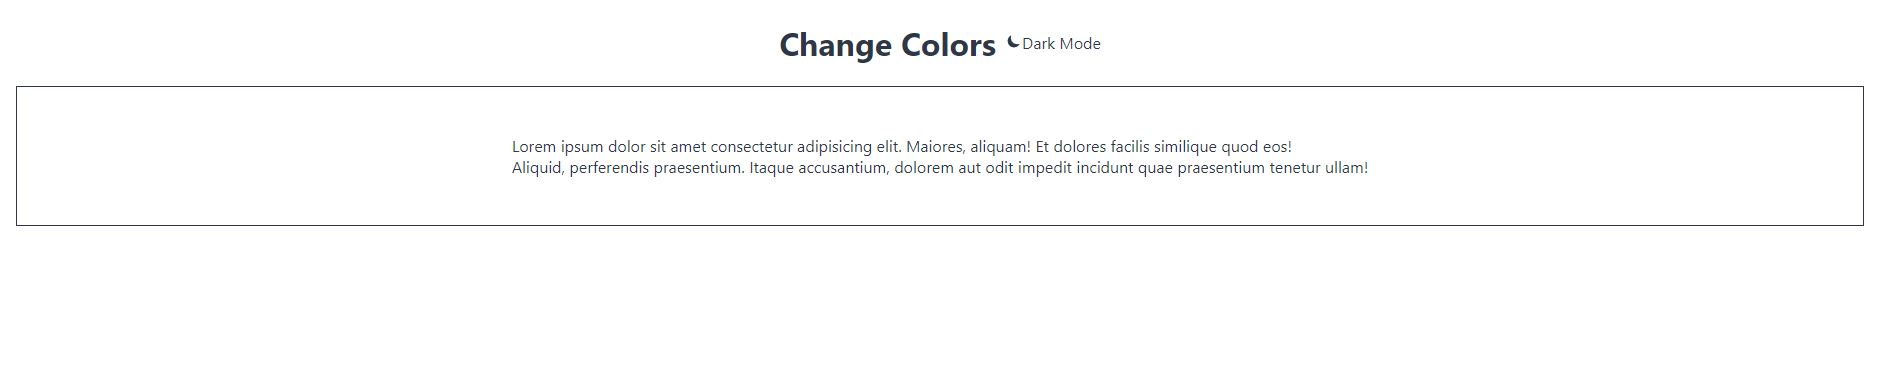 Change Colors Dark Mode
Lorem ipsum dolor sit amet consectetur adipisicing elit. Maiores, aliquam! Et dolores facilis similique quod eos!
Aliquid, perferendis praesentium. Itaque accusantium, dolorem aut odit impedit incidunt quae praesentium tenetur ullam!